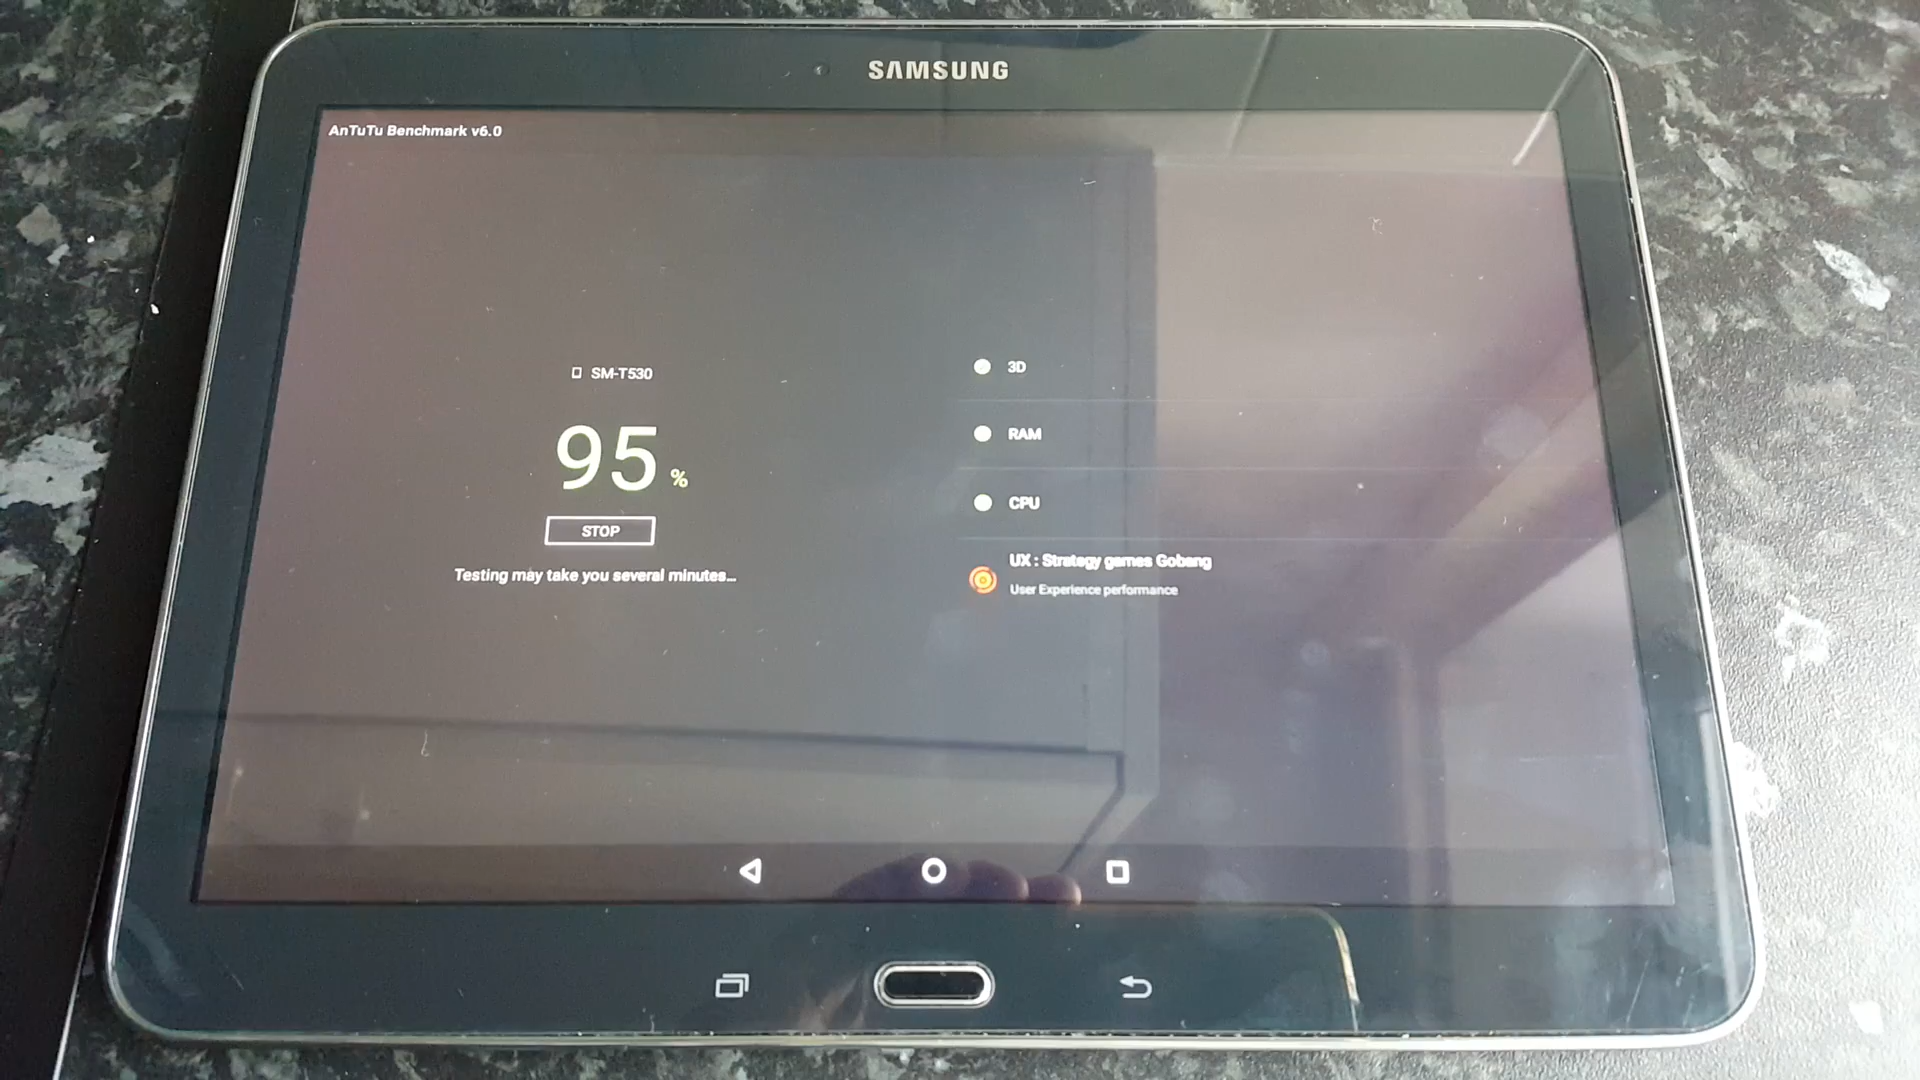 SAMSUNG
AnTuTu Benchmark v6.0
SM-T530
95 %
STOP
Testing may take you several minutes...
3D
RAM
CPU
UX : Strategy games Gobang
User Experience performance